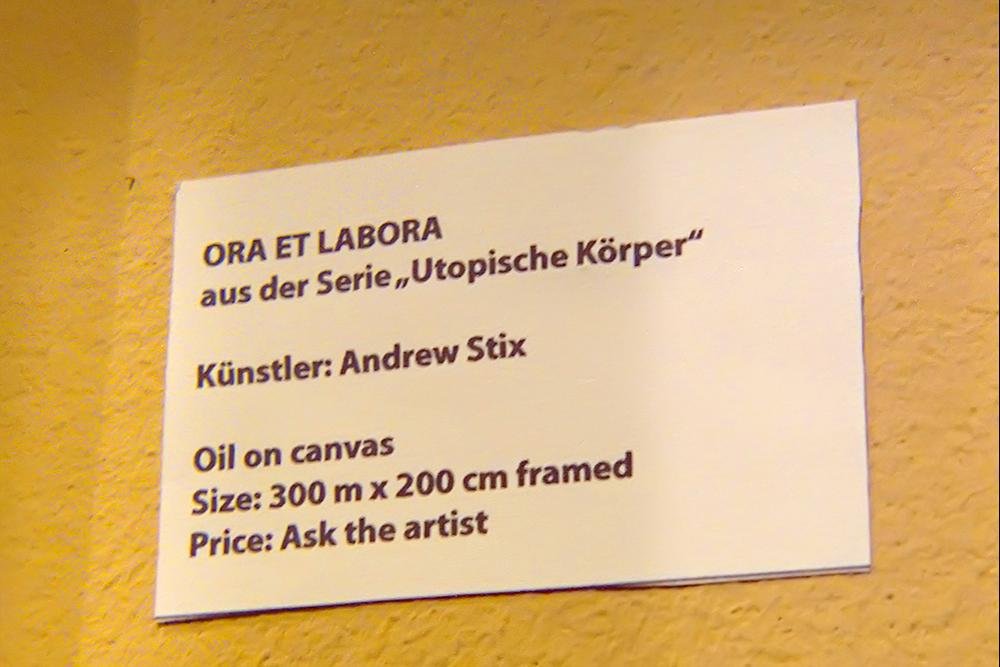 ORA ET LABORA
aus der Serie „Utopische Körper“
Künstler: Andrew Stix
Oil on canvas
Size: 300 m x 200 cm framed
Price: Ask the artist